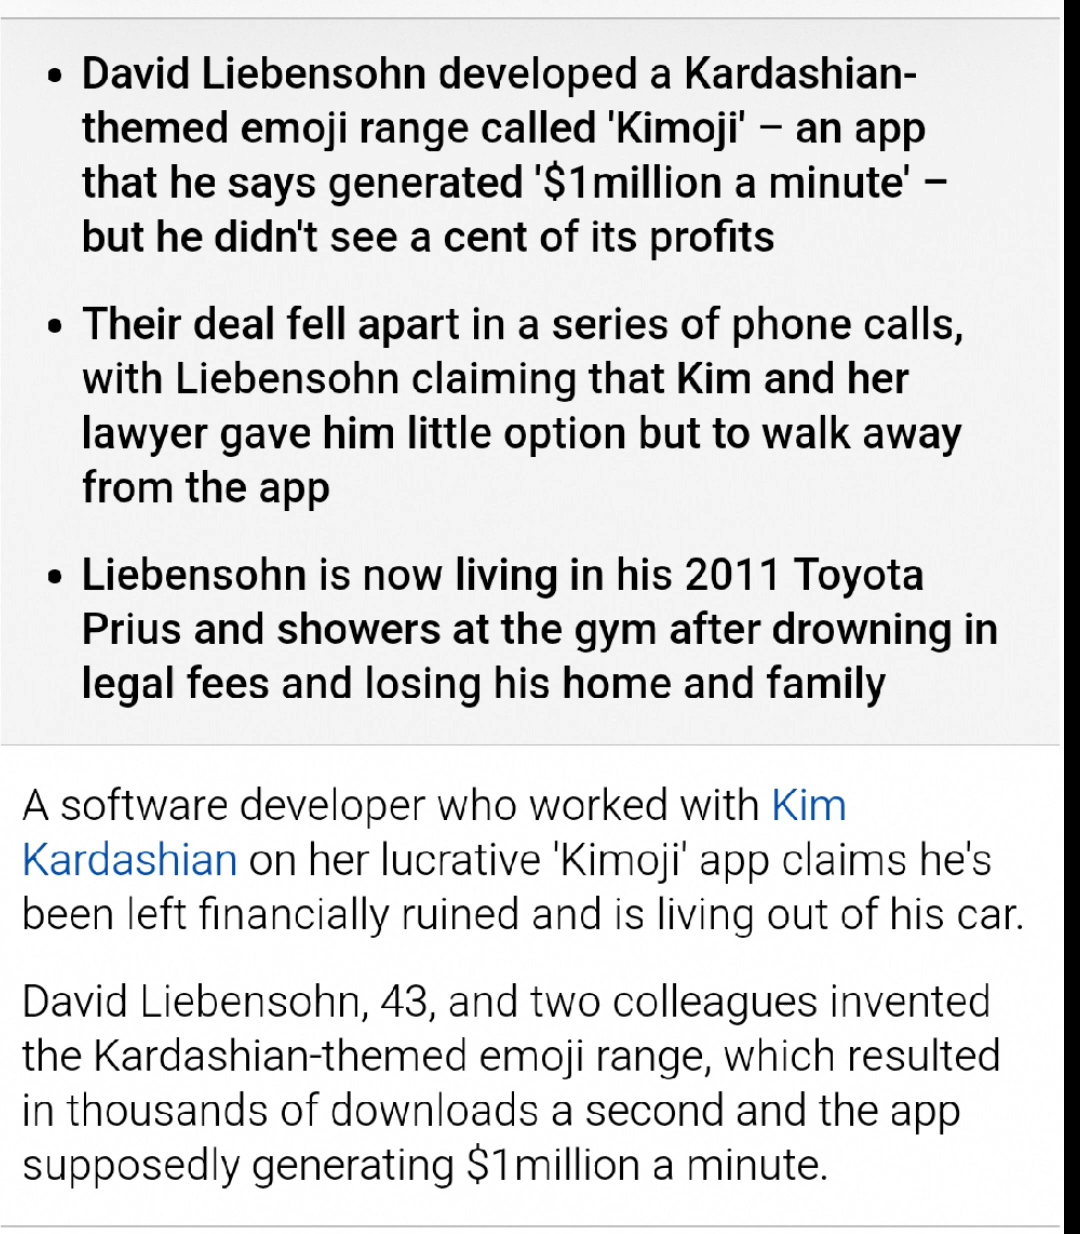 • David Liebensohn developed a Kardashian-
themed emoji range called 'Kimoji' – an app
that he says generated '$1million a minute' –
but he didn't see a cent of its profits
• Their deal fell apart in a series of phone calls,
with Liebensohn claiming that Kim and her
lawyer gave him little option but to walk away
from the app
• Liebensohn is now living in his 2011 Toyota
Prius and showers at the gym after drowning in
legal fees and losing his home and family
A software developer who worked with Kim
Kardashian on her lucrative 'Kimoji' app claims he's
been left financially ruined and is living out of his car.
David Liebensohn, 43, and two colleagues invented
the Kardashian-themed emoji range, which resulted
in thousands of downloads a second and the app
supposedly generating $1million a minute.